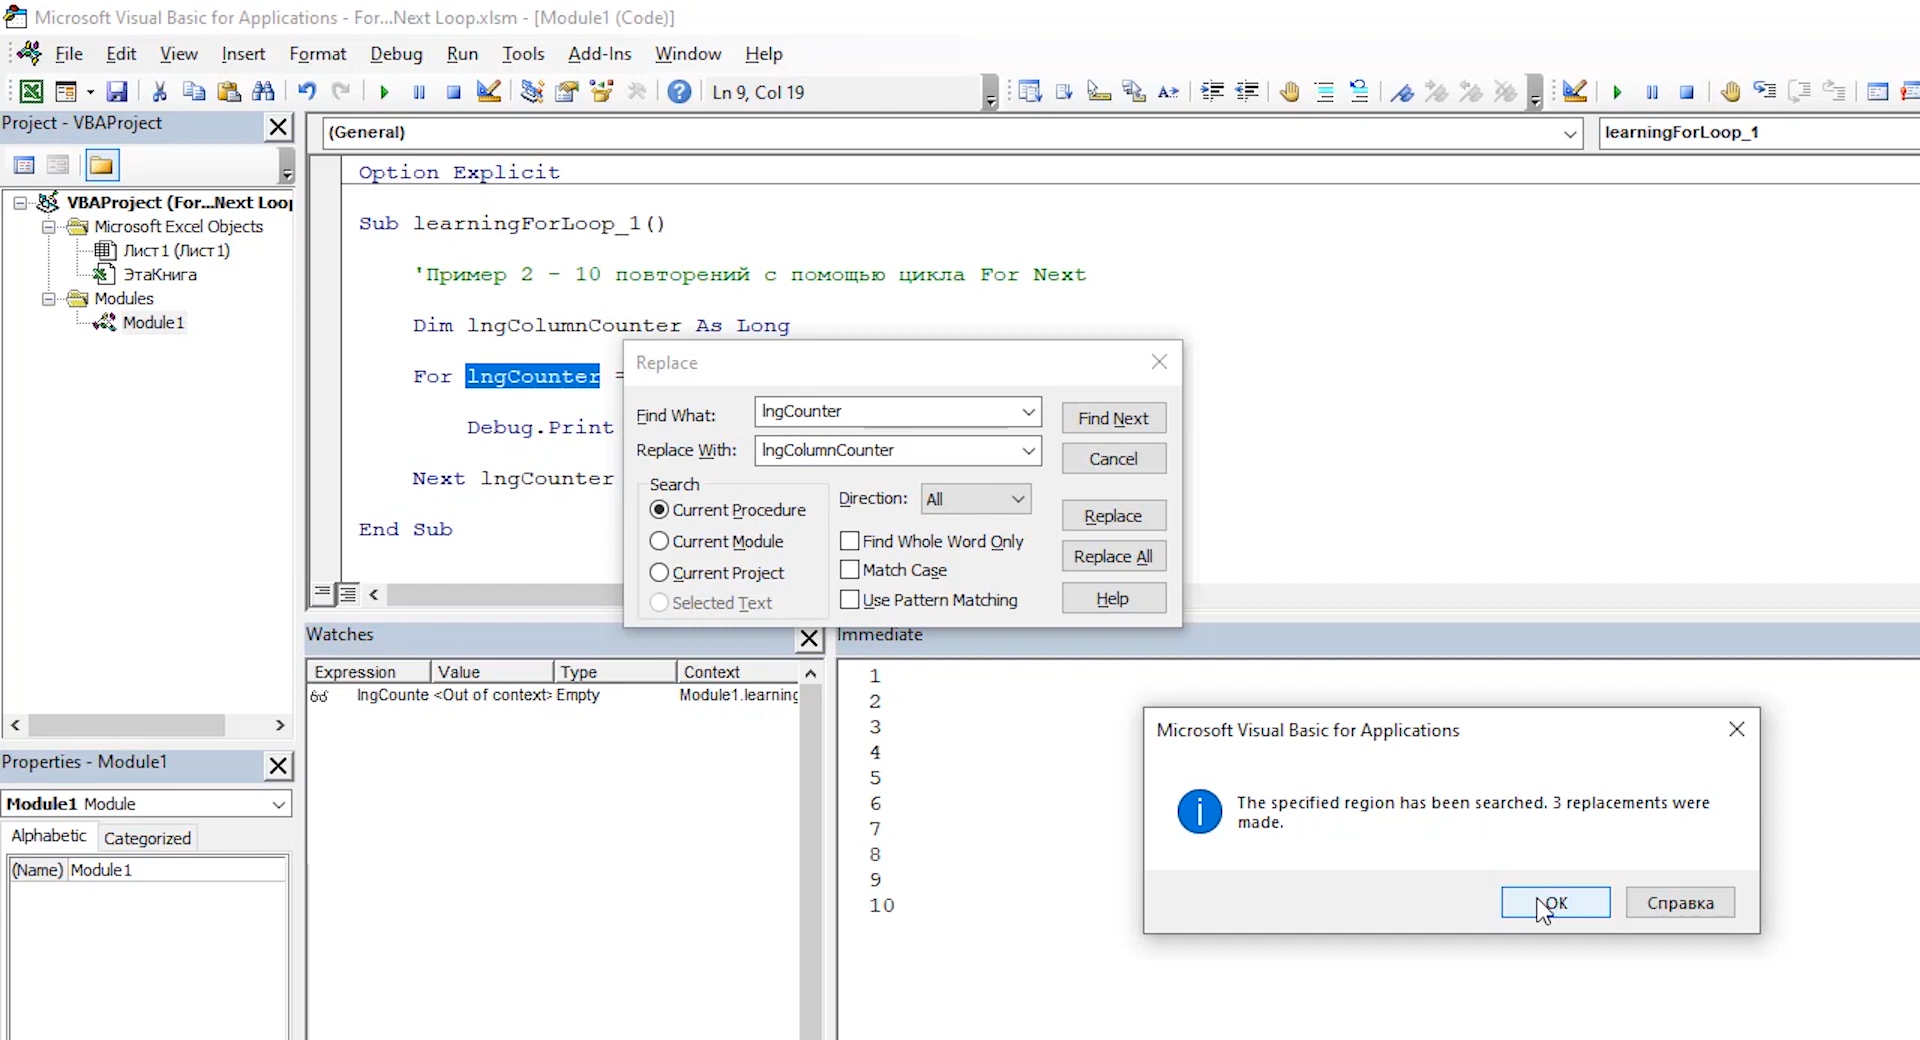 Microsoft Visual Basic for Applications - For...Next Loop.xlsm - [Module1 (Code)]
File Edit View Insert Format Debug Run Tools Add-Ins Window Help
Ln 9, Col 19
Project - VBAProject
(General)
learningForLoop_1
VBAProject (For...Next Loop
Microsoft Excel Objects
Лист1 (Лист1)
ЭтаКнига
Modules
Module1
Option Explicit
Sub learningForLoop_1()
'Пример 2 - 10 повторений с помощью цикла For Next
Dim lngColumnCounter As Long
For lngCounter =
Debug.Print
Next lngCounter
End Sub
Replace
Find What: lngCounter
Find Next
Replace With: lngColumnCounter
Cancel
Search
Current Procedure
Current Module
Current Project
Selected Text
Direction: All
Find Whole Word Only
Match Case
Use Pattern Matching
Replace
Replace All
Help
Watches
Expression Value Type Context
lngCounte <Out of context> Empty Module1.learning
Immediate
1
2
3
4
5
6
7
8
9
10
Microsoft Visual Basic for Applications
The specified region has been searched. 3 replacements were
made.
OK
Справка
Properties - Module1
Module1 Module
Alphabetic Categorized
(Name) Module1